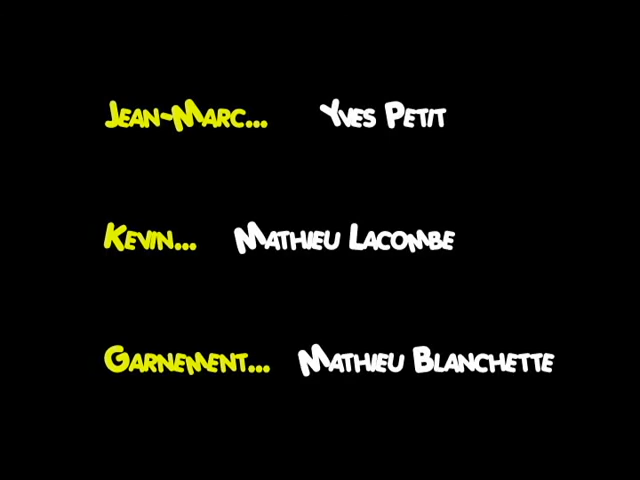 Jean-Marc... Yves Petit
Kevin... Mathieu Lacombe
Garnement... Mathieu Blanchette